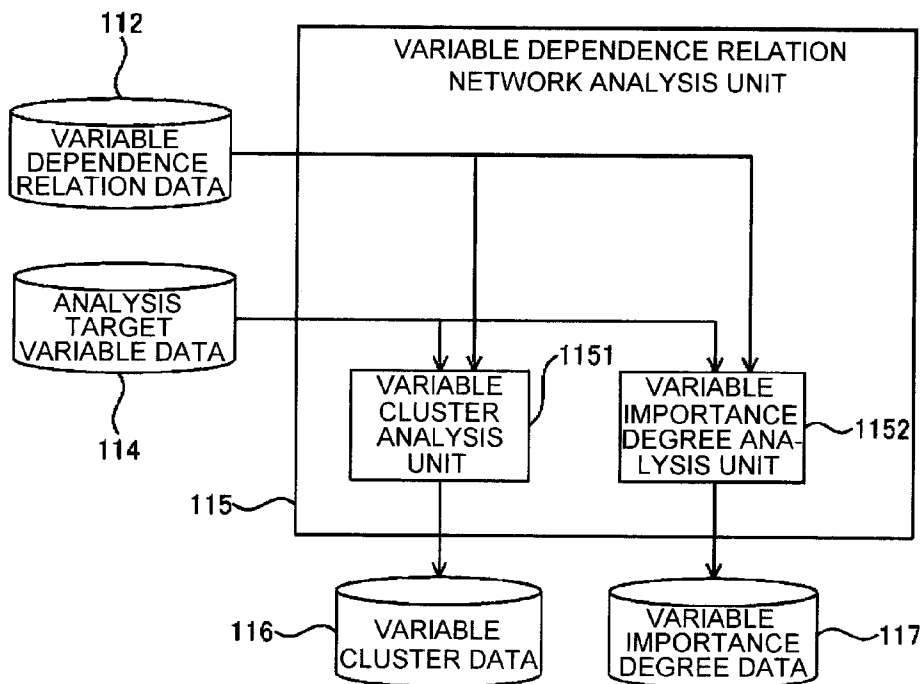 112
VARIABLE DEPENDENCE RELATION
NETWORK ANALYSIS UNIT
VARIABLE
DEPENDENCE
RELATION DATA
ANALYSIS
TARGET
VARIABLE DATA
114
1151
VARIABLE
CLUSTER
ANALYSIS
UNIT
VARIABLE
IMPORTANCE
DEGREE ANA-
LYSIS UNIT
1152
115
116
VARIABLE
CLUSTER DATA
VARIABLE
IMPORTANCE
DEGREE DATA
117